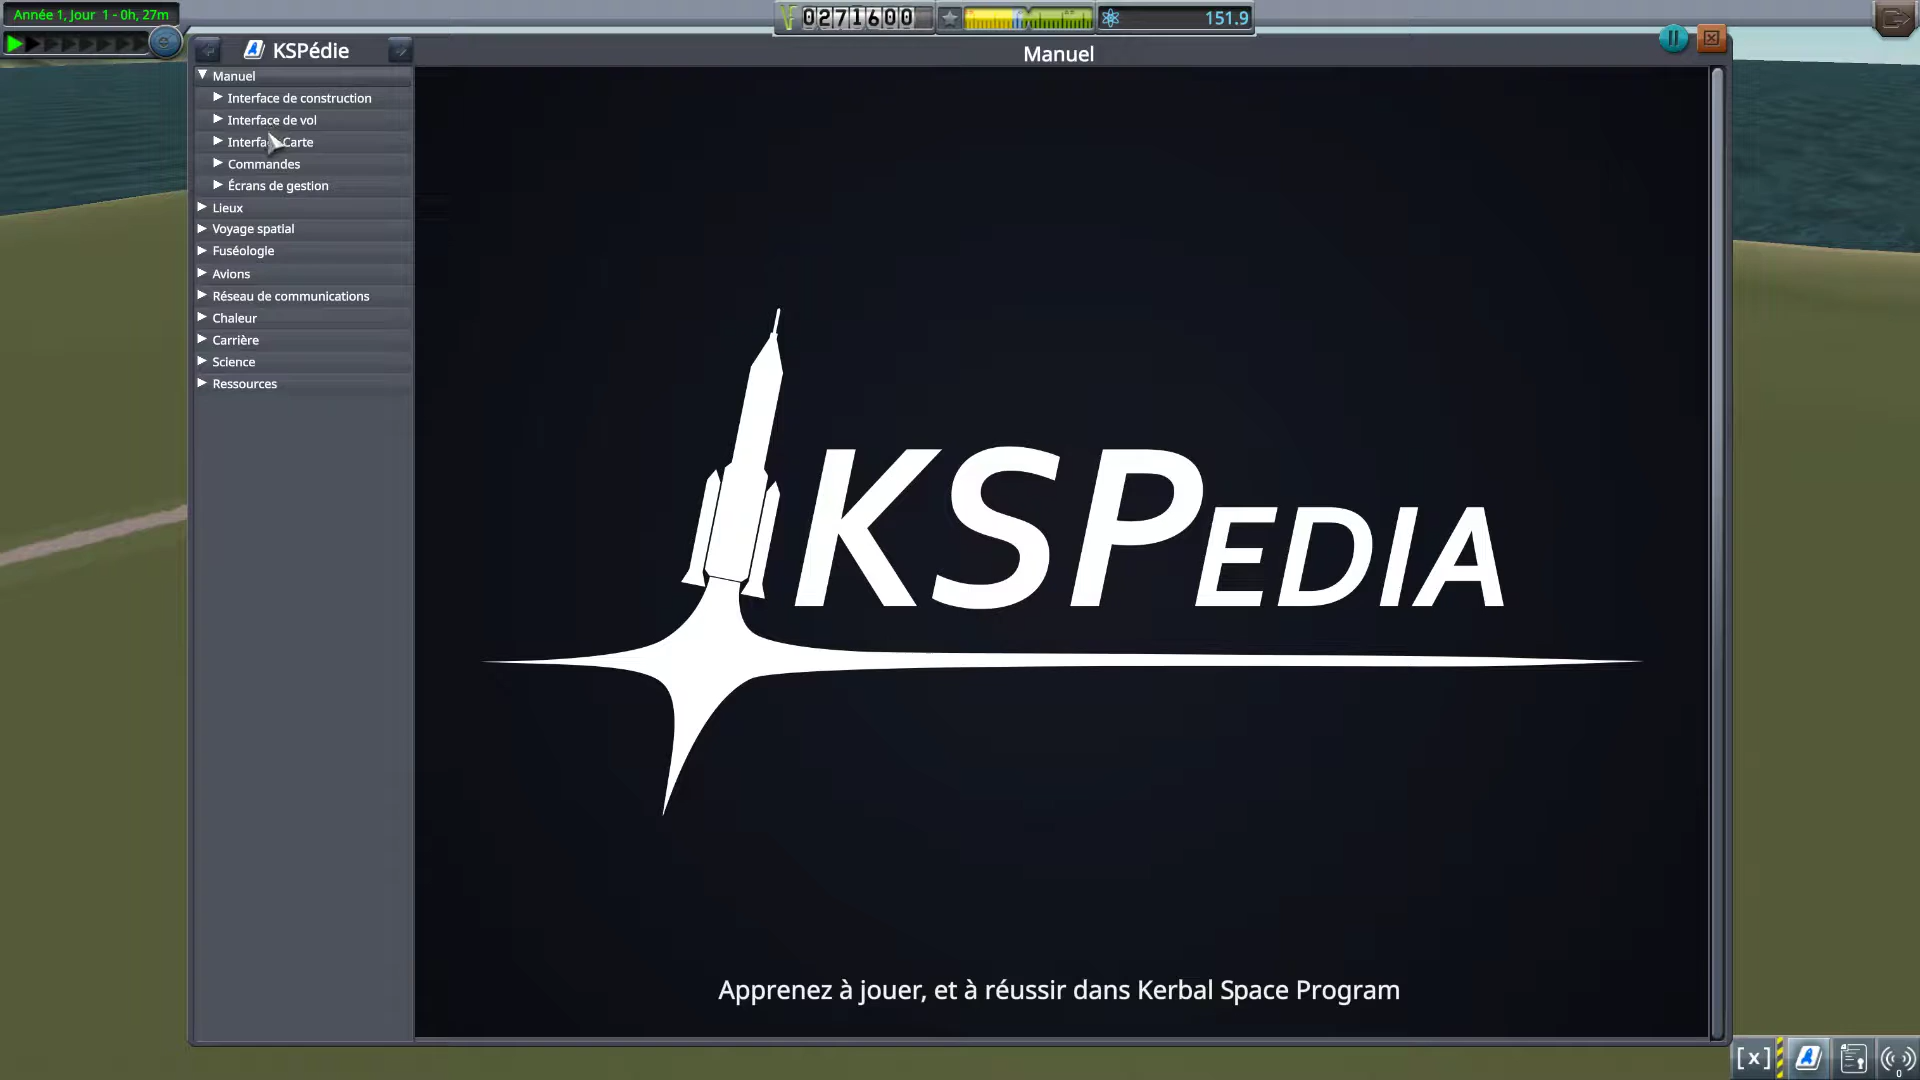 Année 1, Jour 1 - 0h, 27m
0271600
151.9
KSPédie
Manuel
Manuel
Interface de construction
Interface de vol
Carte
Commandes
Écrans de gestion
Lieux
Voyage spatial
Fuséologie
Avions
Réseau de communications
Chaleur
Carrière
Science
Ressources
KSPEDIA
Apprenez à jouer, et à réussir dans Kerbal Space Program
[x]
0